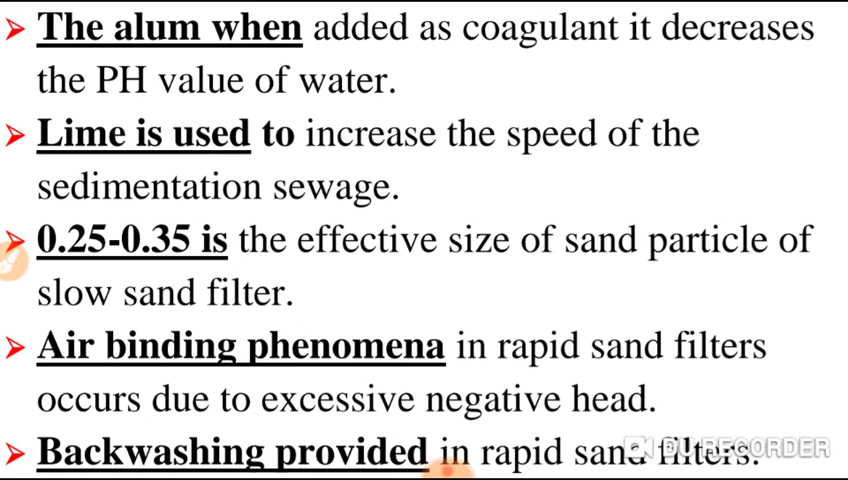 ➤ The alum when added as coagulant it decreases
the PH value of water.
➤ Lime is used to increase the speed of the
sedimentation sewage.
➤ 0.25-0.35 is the effective size of sand particle of
slow sand filter.
➤ Air binding phenomena in rapid sand filters
occurs due to excessive negative head.
➤ Backwashing provided in rapid sand filters.
DU RECORDER